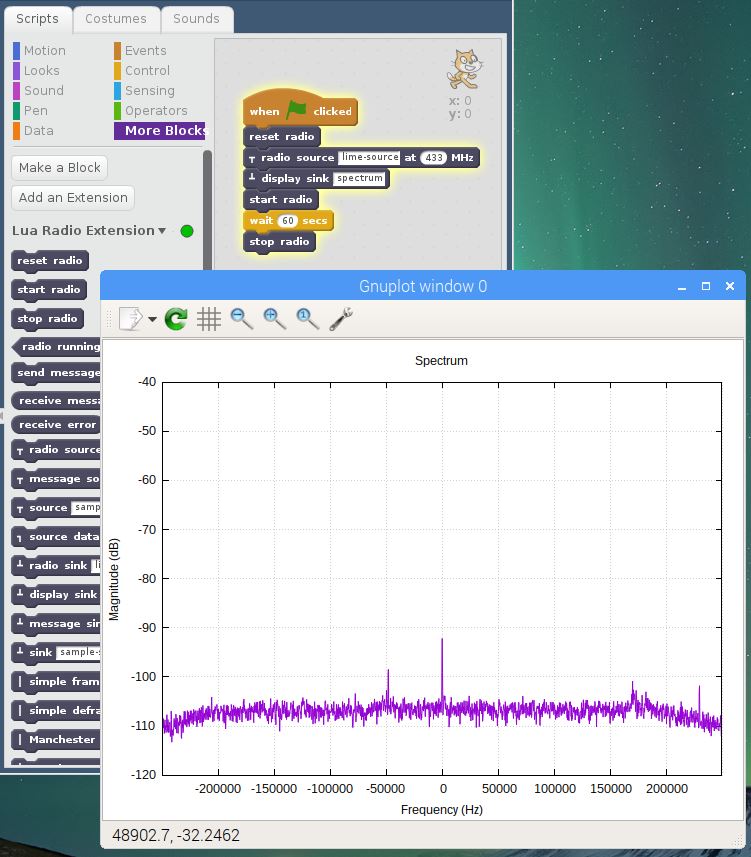 Scripts Costumes Sounds
Motion Events
Looks Control
Sound Sensing
Pen Operators
Data More Blocks
Make a Block
Add an Extension
Lua Radio Extension
reset radio
start radio
stop radio
radio running
send message
receive messa
receive error
radio source
message so
source samp
source data
radio sink li
display sink
message sin
sink sample-s
simple fram
simple defra
Manchester
x: 0
y: 0
when clicked
reset radio
radio source lime-source at 433 MHz
display sink spectrum
start radio
wait 60 secs
stop radio
Gnuplot window 0
Spectrum
Magnitude (dB)
-40
-50
-60
-70
-80
-90
-100
-110
-120
-200000 -150000 -100000 -50000 0 50000 100000 150000 200000
Frequency (Hz)
48902.7, -32.2462